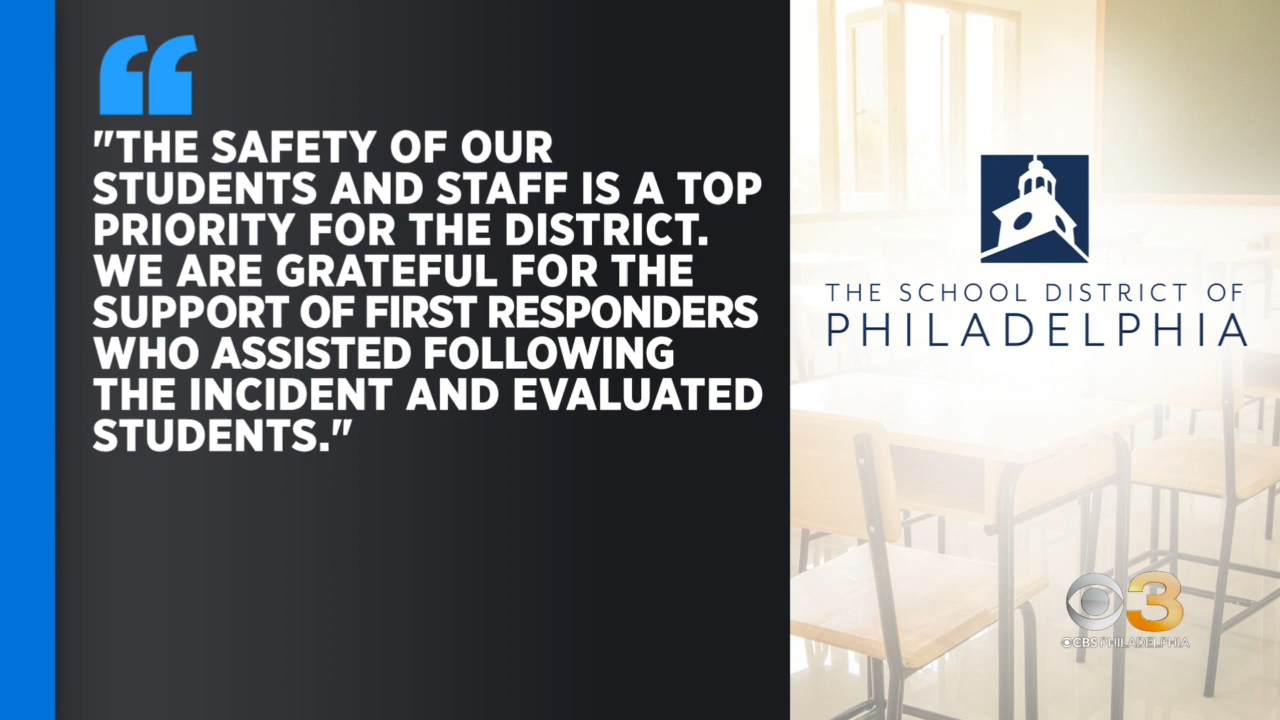 "THE SAFETY OF OUR
STUDENTS AND STAFF IS A TOP
PRIORITY FOR THE DISTRICT.
WE ARE GRATEFUL FOR THE
SUPPORT OF FIRST RESPONDERS
WHO ASSISTED FOLLOWING
THE INCIDENT AND EVALUATED
STUDENTS."
THE SCHOOL DISTRICT OF
PHILADELPHIA
3
CBS PHILADELPHIA